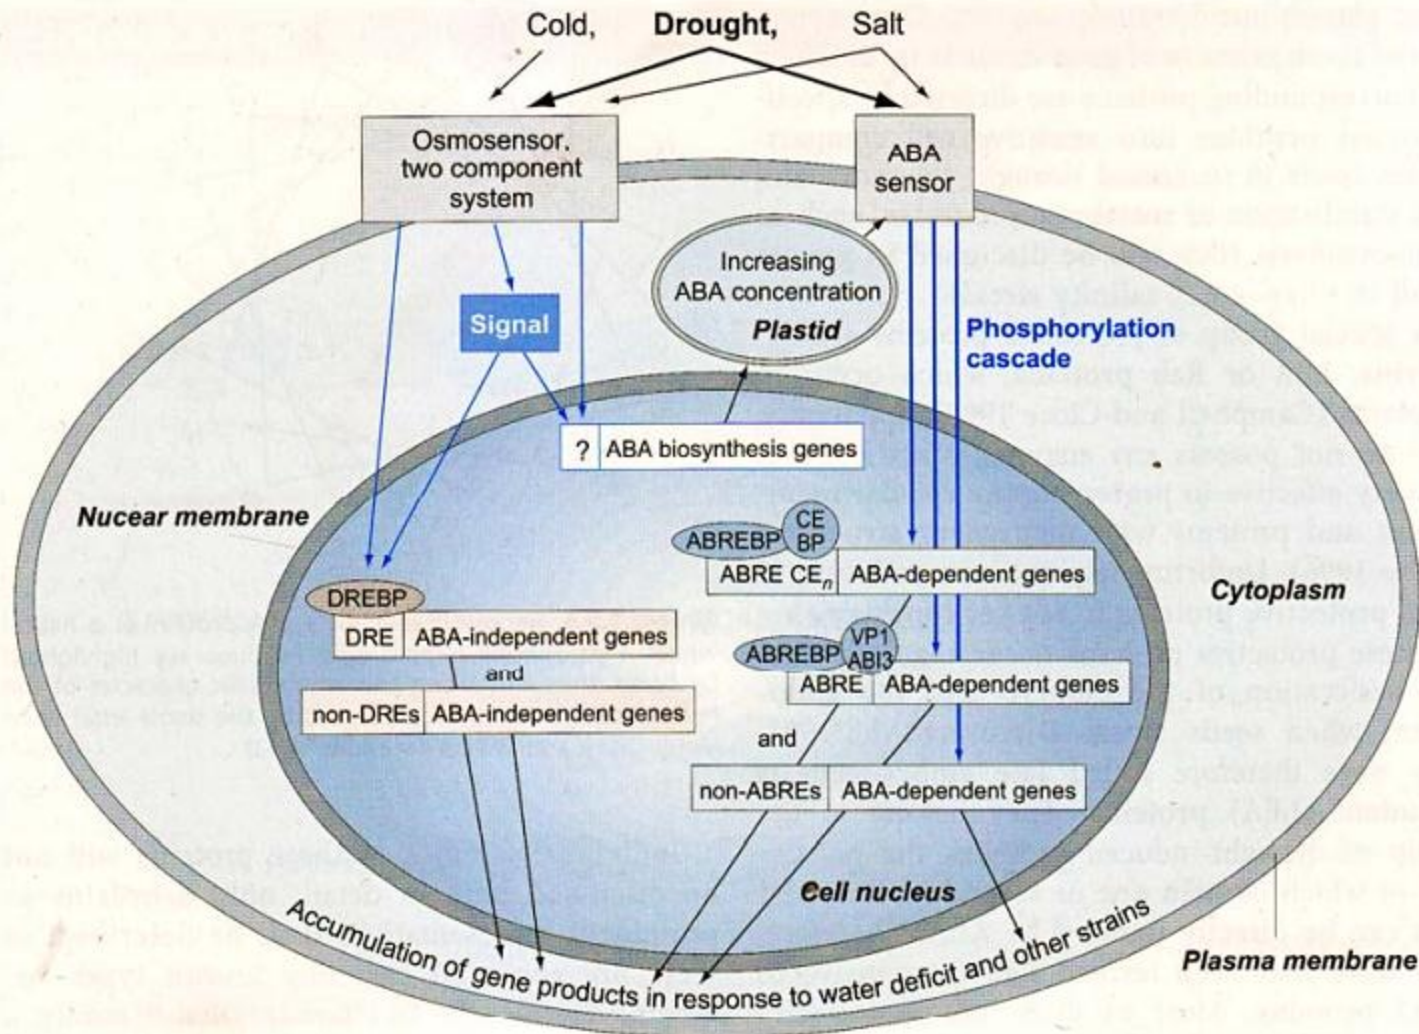 Cold, Drought, Salt
Osmosensor.
two component
system
ABA
sensor
Increasing
ABA concentration
Plastid
Signal
Phosphorylation
cascade
? ABA biosynthesis genes
Nucear membrane
CE
BP
ABREBP
ABRE CEn ABA-dependent genes
Cytoplasm
DREBP
DRE ABA-independent genes
and
non-DREs ABA-independent genes
VP1
ABI3
ABREBP
ABRE ABA-dependent genes
and
non-ABREs ABA-dependent genes
Cell nucleus
Accumulation of gene products in response to water deficit and other strains
Plasma membrane